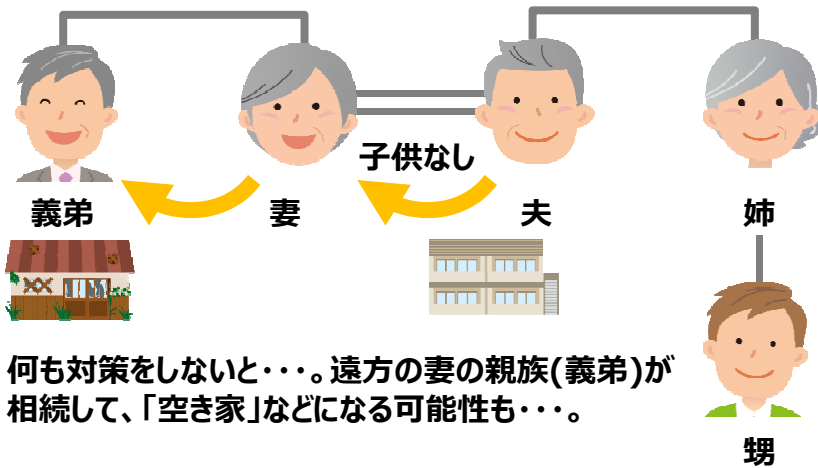 子供なし
義弟
妻
夫
姉
何も対策をしないと・・・。遠方の妻の親族(義弟)が
相続して、「空き家」などになる可能性も・・・。
甥